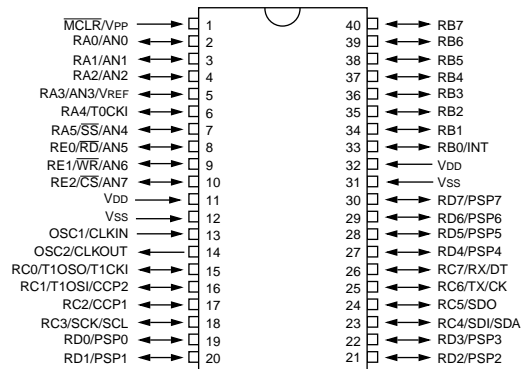 M̅C̅L̅R̅/VPP 1 40 RB7
RA0/AN0 2 39 RB6
RA1/AN1 3 38 RB5
RA2/AN2 4 37 RB4
RA3/AN3/VREF 5 36 RB3
RA4/T0CKI 6 35 RB2
RA5/S̅S̅/AN4 7 34 RB1
RE0/R̅D̅/AN5 8 33 RB0/INT
RE1/W̅R̅/AN6 9 32 VDD
RE2/C̅S̅/AN7 10 31 VSS
VDD 11 30 RD7/PSP7
VSS 12 29 RD6/PSP6
OSC1/CLKIN 13 28 RD5/PSP5
OSC2/CLKOUT 14 27 RD4/PSP4
RC0/T1OSO/T1CKI 15 26 RC7/RX/DT
RC1/T1OSI/CCP2 16 25 RC6/TX/CK
RC2/CCP1 17 24 RC5/SDO
RC3/SCK/SCL 18 23 RC4/SDI/SDA
RD0/PSP0 19 22 RD3/PSP3
RD1/PSP1 20 21 RD2/PSP2